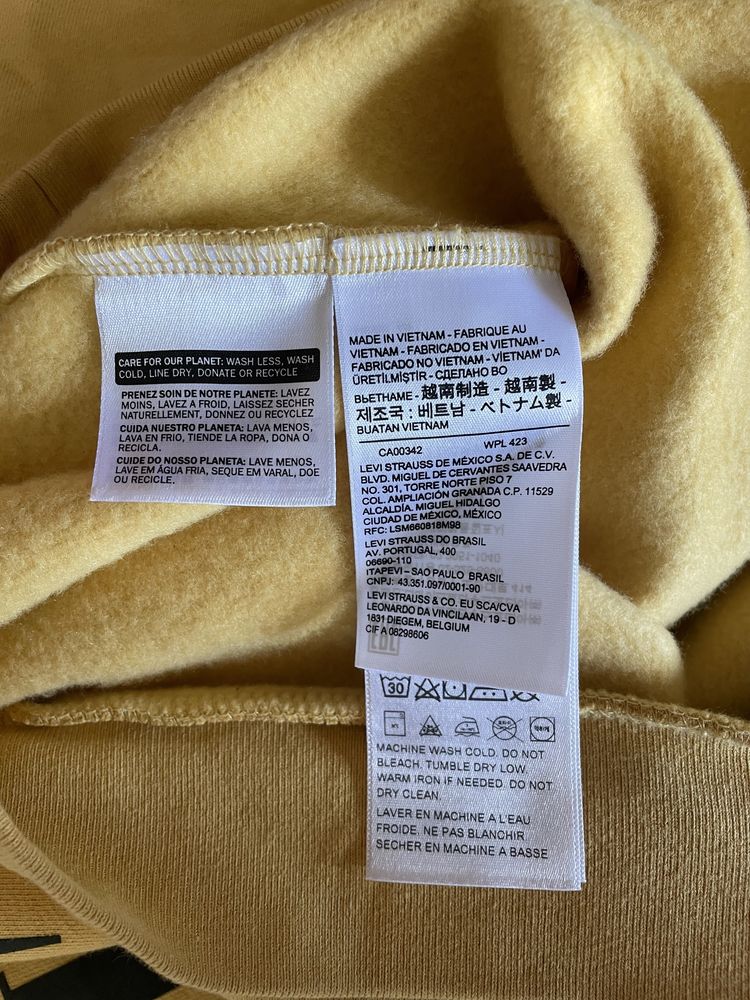 CARE FOR OUR PLANET: WASH LESS, WASH
COLD, LINE DRY, DONATE OR RECYCLE
PRENEZ SOIN DE NOTRE PLANETE: LAVEZ
MOINS, LAVEZ A FROID, LAISSEZ SECHER
NATURELLEMENT, DONNEZ OU RECYCLEZ
CUIDA NUESTRO PLANETA: LAVA MENOS,
LAVA EN FRIO, TIENDE LA ROPA, DONA O
RECICLA.
CUIDE DO NOSSO PLANETA: LAVE MENOS,
LAVE EM ÁGUA FRIA, SEQUE EM VARAL, DOE
OU RECICLE.
MADE IN VIETNAM - FABRIQUE AU
VIETNAM - FABRICADO EN VIETNAM -
FABRICADO NO VIETNAM - VİETNAM' DA
ÜRETİLMİŞTİR - СДЕЛАНО ВО
ВЬЕТНАМЕ - 越南制造 - 越南製 -
제조국 : 베트남 - ベトナム製 -
BUATAN VIETNAM
CA00342 WPL 423
LEVI STRAUSS DE MÉXICO S.A. DE C.V.
BLVD. MIGUEL DE CERVANTES SAAVEDRA
NO. 301, TORRE NORTE PISO 7
COL. AMPLIACIÓN GRANADA C.P. 11529
ALCALDÍA. MIGUEL HIDALGO
CIUDAD DE MÉXICO, MÉXICO
RFC: LSM660818M98
LEVI STRAUSS DO BRASIL
AV. PORTUGAL, 400
06690-110
ITAPEVI – SAO PAULO BRASIL
CNPJ: 43.351.097/0001-90
LEVI STRAUSS & CO. EU SCA/CVA
LEONARDO DA VINCILAAN, 19 - D
1831 DIEGEM, BELGIUM
CIF A 08298606
30
MACHINE WASH COLD. DO NOT
BLEACH. TUMBLE DRY LOW.
WARM IRON IF NEEDED. DO NOT
DRY CLEAN.
LAVER EN MACHINE A L'EAU
FROIDE. NE PAS BLANCHIR
SECHER EN MACHINE A BASSE